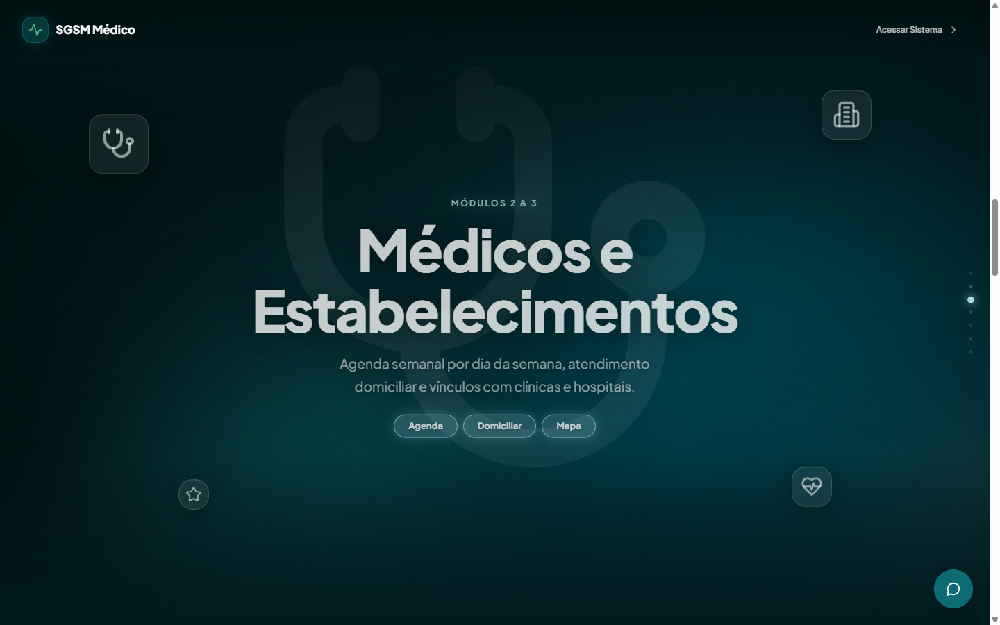 SGSM Médico
Acessar Sistema
MÓDULOS 2 & 3
Médicos e
Estabelecimentos
Agenda semanal por dia da semana, atendimento
domiciliar e vínculos com clínicas e hospitais.
Agenda
Domiciliar
Mapa